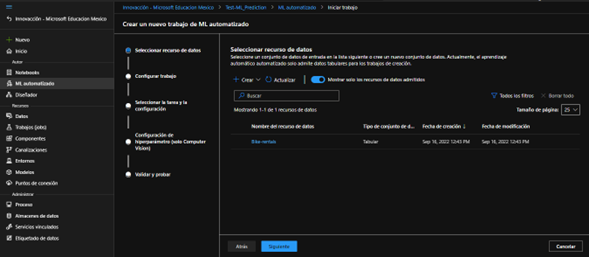 Innovacción - Microsoft Educacion Mexico > Test-ML_Prediction > ML automatizado > Iniciar trabajo
Crear un nuevo trabajo de ML automatizado
Innovacción - Microsoft Educacion Mexico
+ Nuevo
Inicio
Autor
Notebooks
ML automatizado
Diseñador
Recursos
Datos
Trabajos (jobs)
Componentes
Canalizaciones
Entornos
Modelos
Puntos de conexión
Administrar
Proceso
Almacenes de datos
Servicios vinculados
Etiquetado de datos
Seleccionar recurso de datos
Configurar trabajo
Seleccionar la tarea y la
configuración
Configuración de
hiperparámetro (solo Computer
Vision)
Validar y probar
Seleccionar recurso de datos
Seleccione un conjunto de datos de entrada en la lista siguiente o cree un nuevo conjunto de datos. Actualmente, el aprendizaje
automático automatizado solo admite datos tabulares para los trabajos de creación.
+ Crear Actualizar Mostrar solo los recursos de datos admitidos
Buscar
Todos los filtros Borrar todo
Mostrando 1-1 de 1 recursos de datos
Tamaño de página: 25
Nombre del recurso de datos Tipo de conjunto de d... Fecha de creación ↓ Fecha de modificación
Bike-rentals Tabular Sep 16, 2022 12:43 PM Sep 16, 2022 12:43 PM
Atrás Siguiente Cancelar